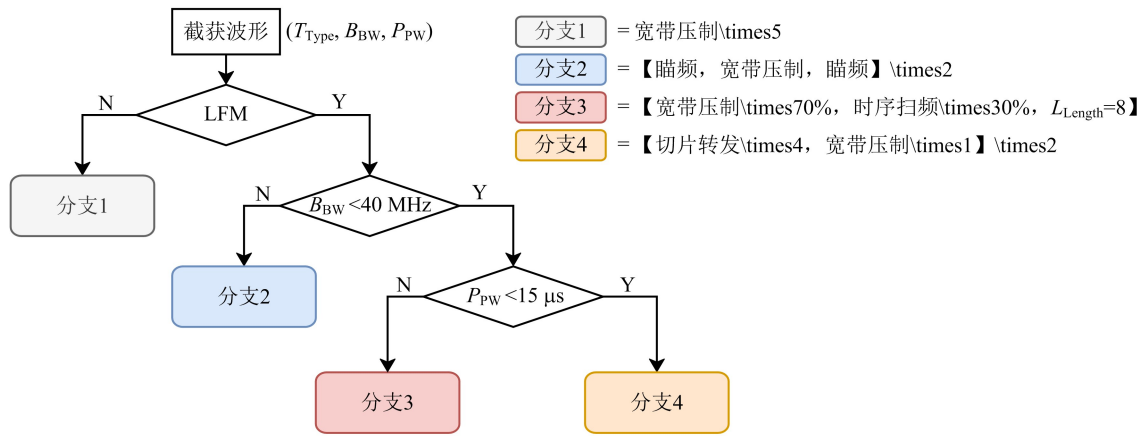 截获波形 (T_Type, B_BW, P_PW)
分支1 = 宽带压制\times5
分支2 = 【瞄频，宽带压制，瞄频】\times2
分支3 = 【宽带压制\times70%，时序扫频\times30%，L_Length=8】
分支4 = 【切片转发\times4，宽带压制\times1】\times2
N LFM Y
分支1
N B_BW<40 MHz Y
分支2
N P_PW<15 μs Y
分支3
分支4